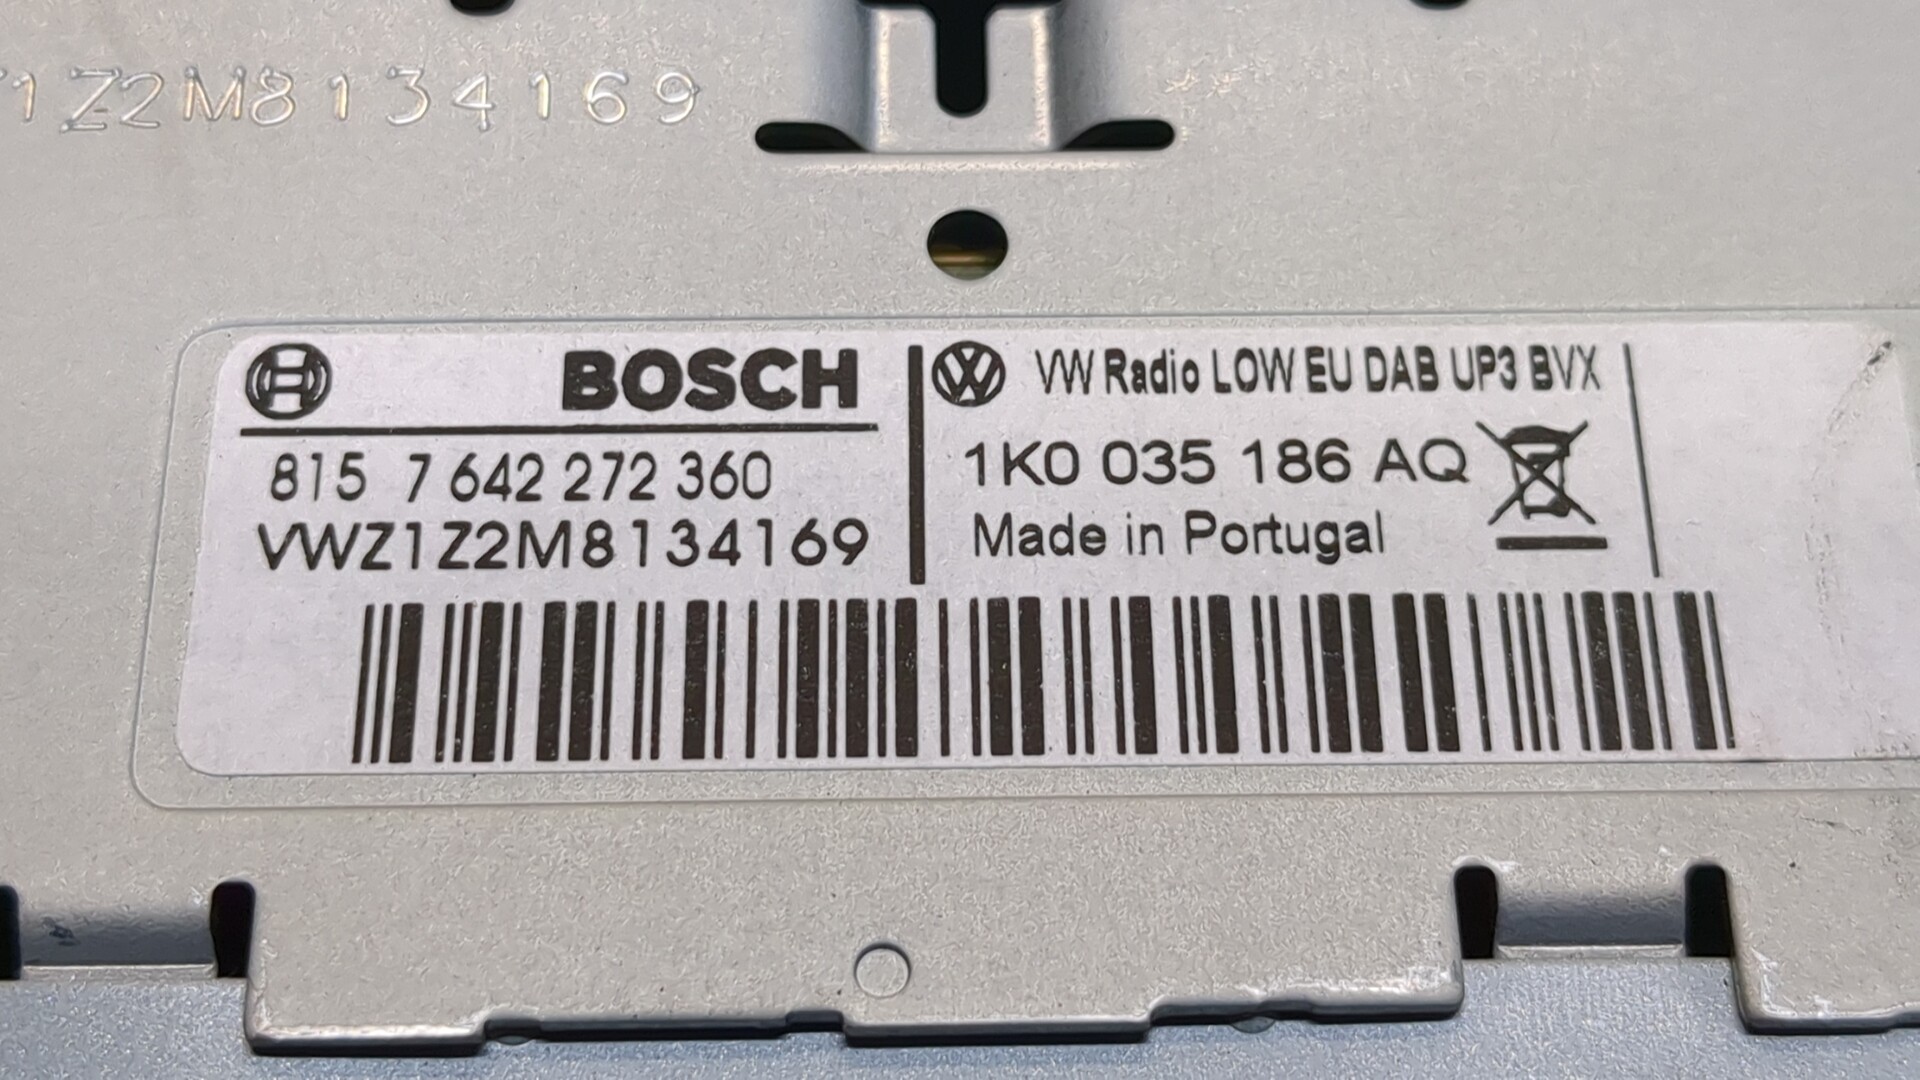 1Z2M8134169
BOSCH
815 7 642 272 360
VWZ1Z2M8134169
VW Radio LOW EU DAB UP3 BVX
1K0 035 186 AQ
Made in Portugal